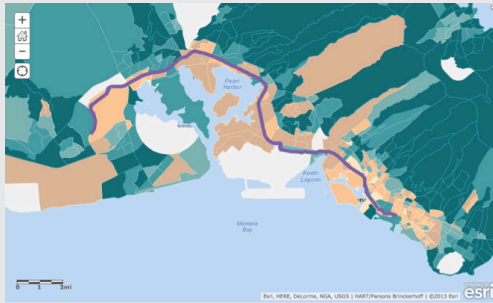 +
−
Pearl
Harbor
Keehi
Lagoon
Mamala
Bay
0 1 2mi
Esri, HERE, DeLorme, NGA, USGS | HART/Parsons Brinckerhoff | ©2013 Esri
esri